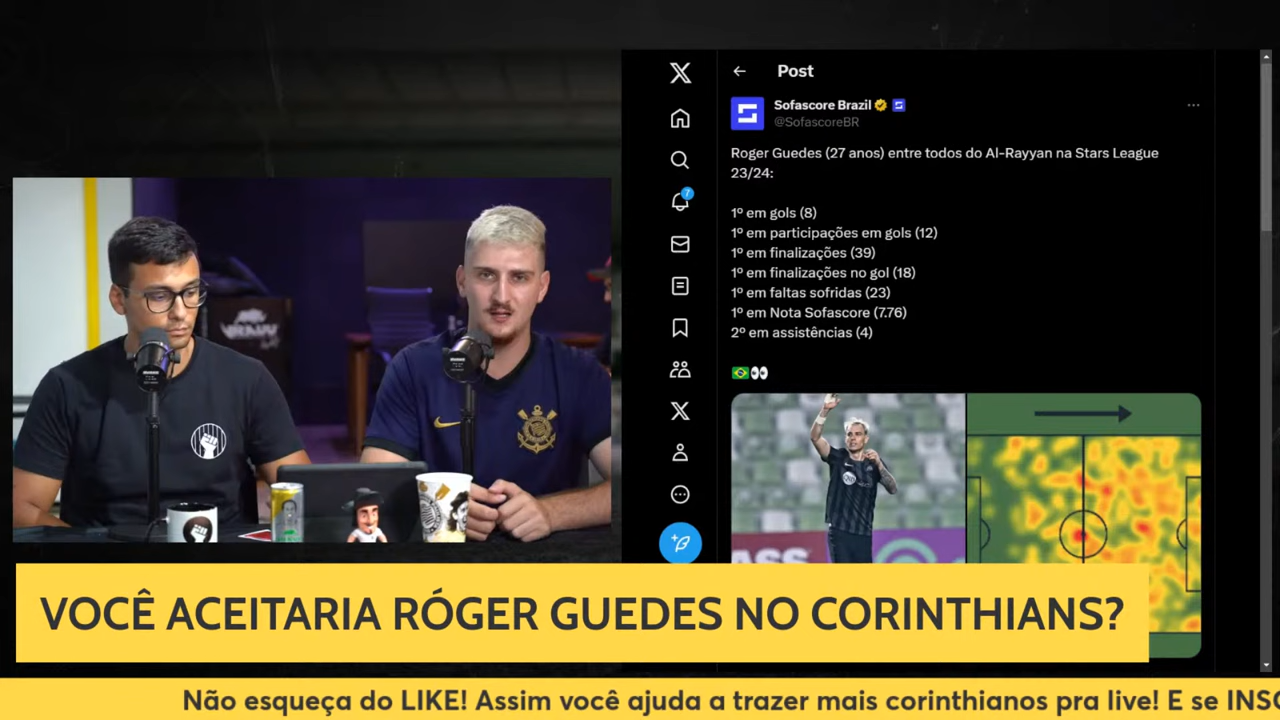 Post
Sofascore Brazil
@SofascoreBR
Roger Guedes (27 anos) entre todos do Al-Rayyan na Stars League
23/24:
1º em gols (8)
1º em participações em gols (12)
1º em finalizações (39)
1º em finalizações no gol (18)
1º em faltas sofridas (23)
1º em Nota Sofascore (7.76)
2º em assistências (4)
7
VOCÊ ACEITARIA RÓGER GUEDES NO CORINTHIANS?
Não esqueça do LIKE! Assim você ajuda a trazer mais corinthianos pra live! E se INSC